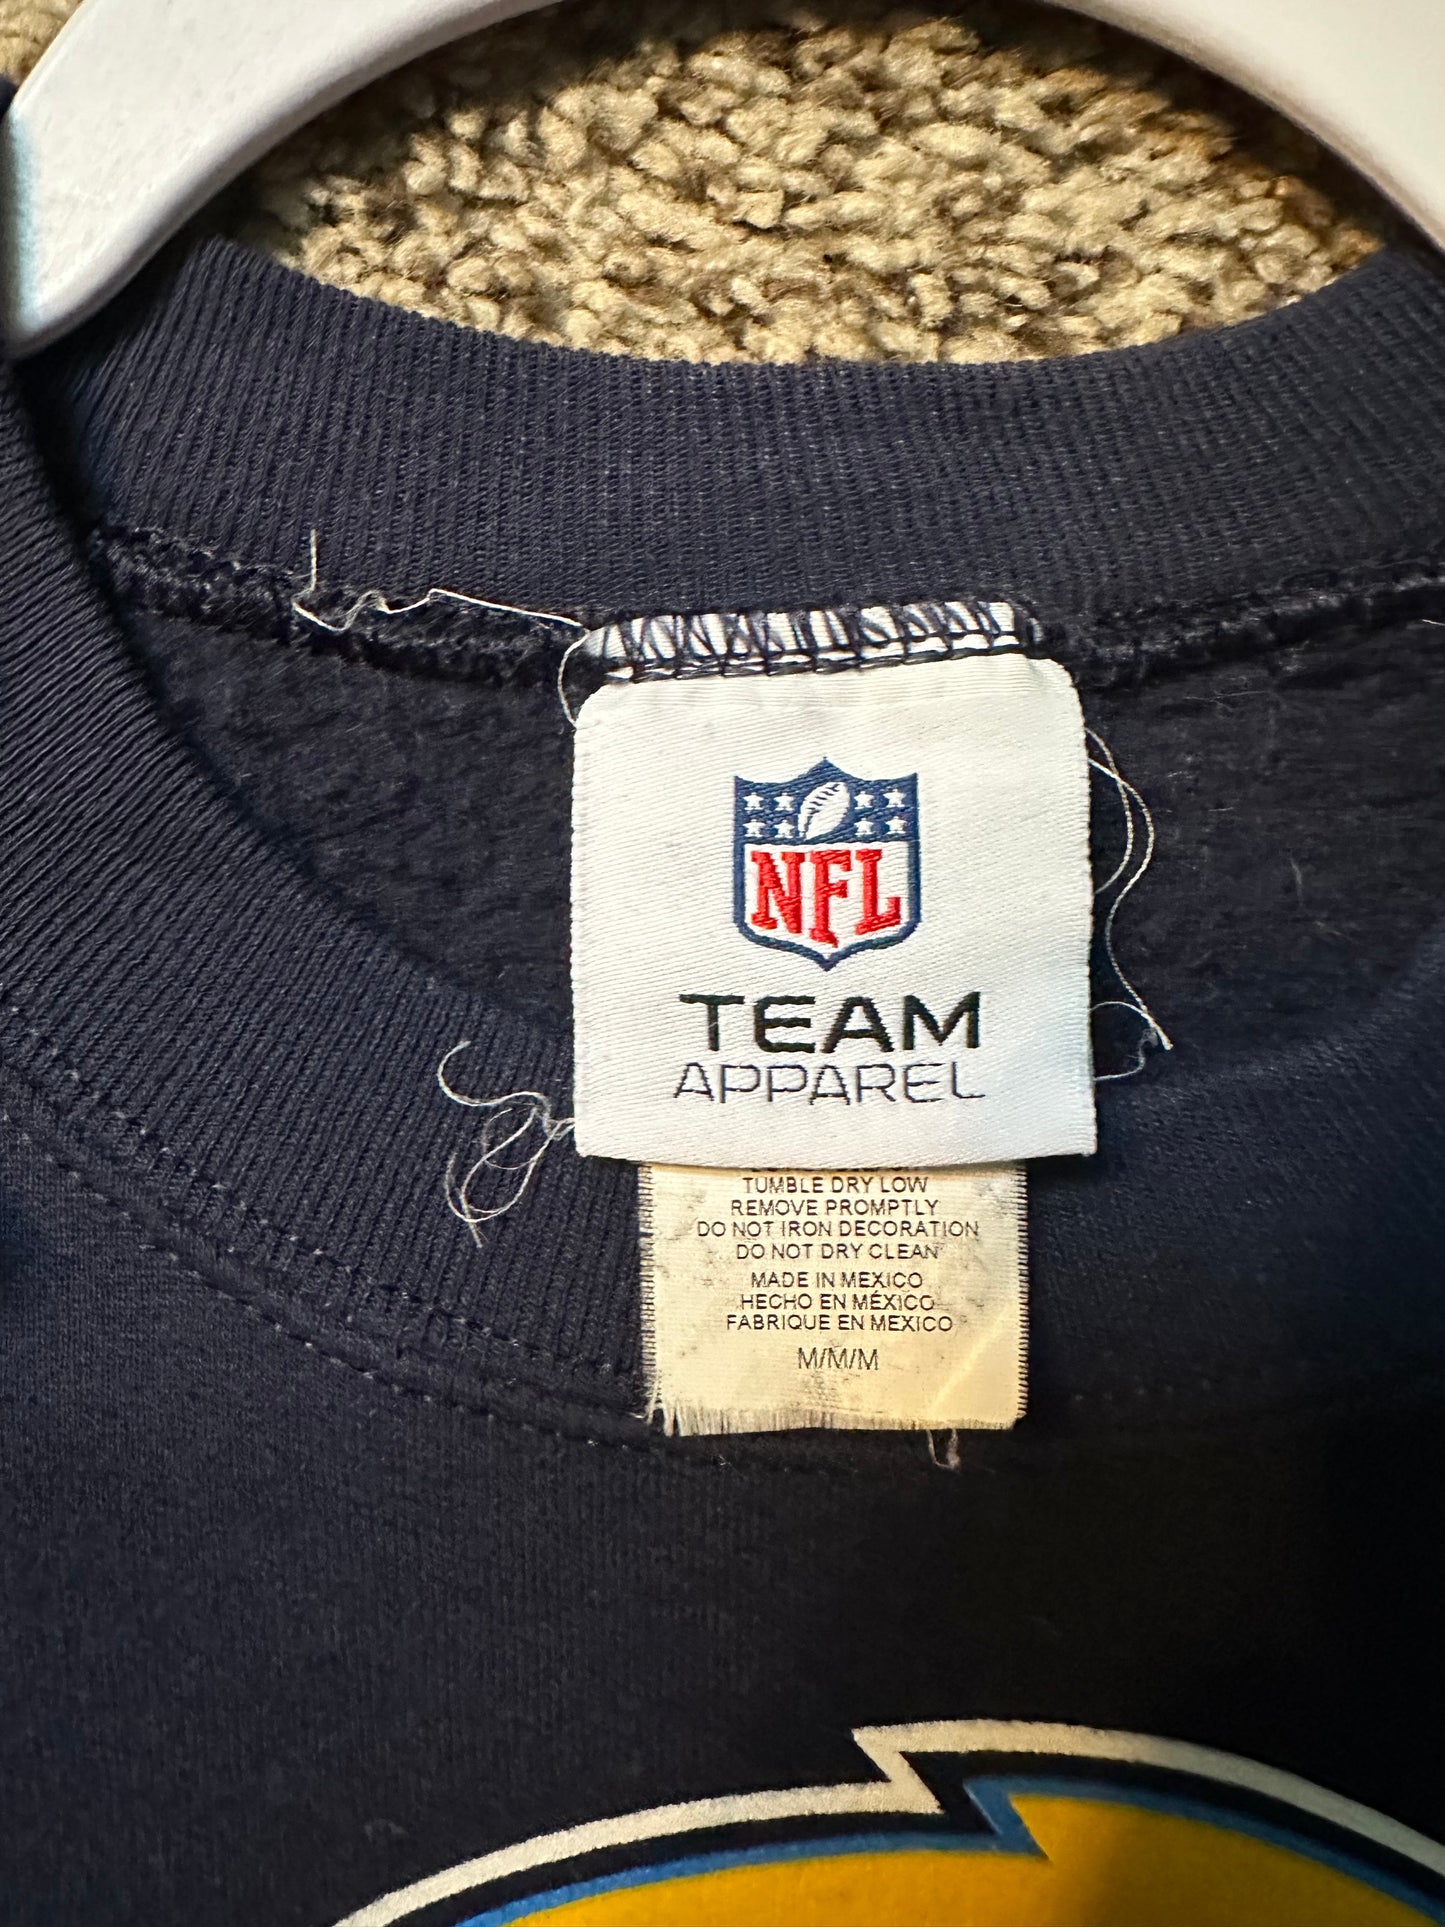 NFL
TEAM
APPAREL
TUMBLE DRY LOW
REMOVE PROMPTLY
DO NOT IRON DECORATION
DO NOT DRY CLEAN
MADE IN MEXICO
HECHO EN MÉXICO
FABRIQUE EN MEXICO
M/M/M